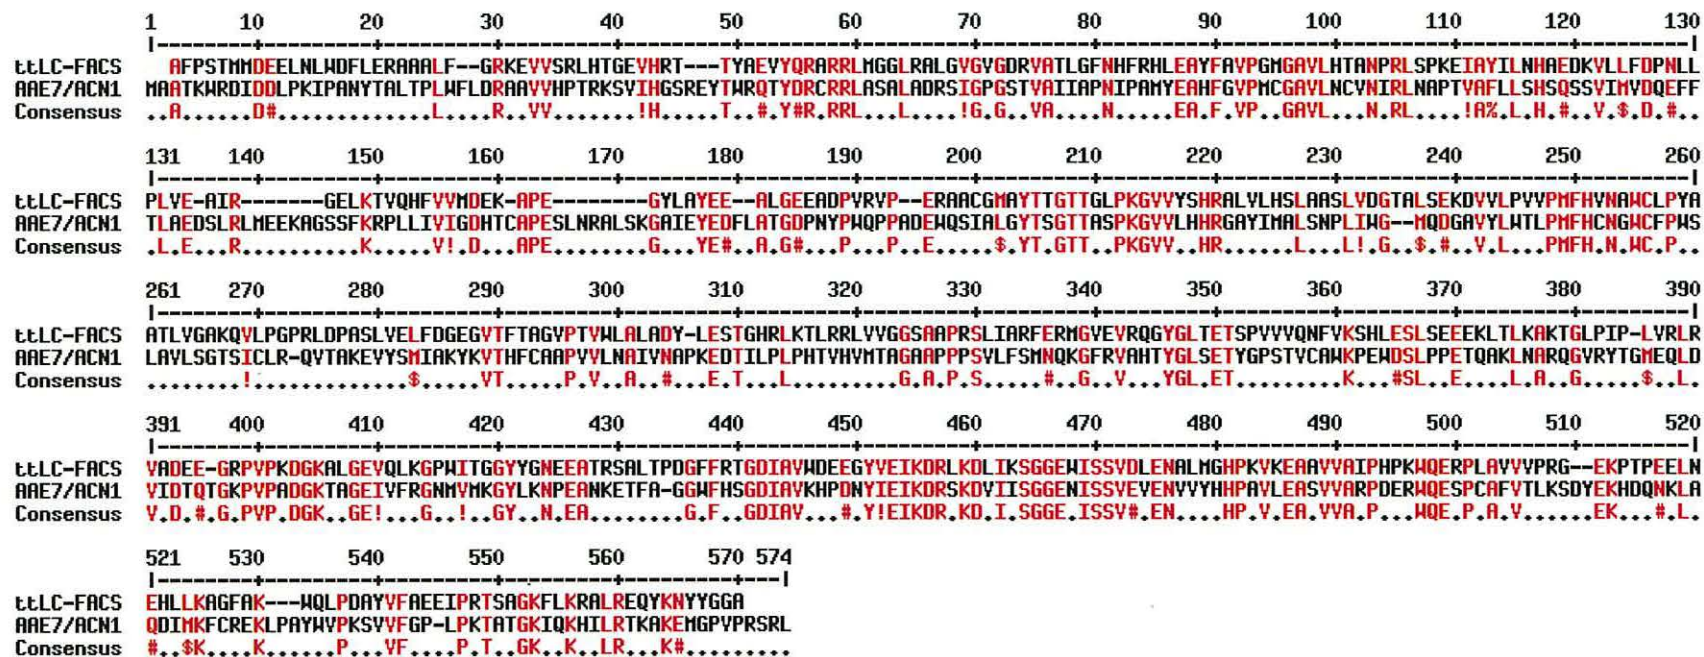 1 10 20 30 40 50 60 70 80 90 100 110 120 130
|--------+---------+---------+---------+---------+---------+---------+---------+---------+---------+---------+---------+---------|
ttLC-FACS AFPSTMMDEELNLWDFLERAAALF--GRKEVVSRLHTGEVHRT---TYAEVYQRARRLMGGLRALGVGVGDRVATLGFNHFRHLEAYFAVPGMGAVLHTANPRLSPKEIAYILNHAEDKVLLFDPNLL
AAE7/ACN1 MAATKWRDIDDLPKIPANYTALTPLWFLDRAAVVHPTRKSVIHGSREYTWRQTYDRCRRLASALADRSIGPGSTVAIIAPNIPAMYEAHFGVPMCGAVLNCVNIRLNAPTVAFLLSHSQSSVIMVDQEFF
Consensus ..A......D#.............L....R..VV.......!H.....T..#.Y#R.RRL...L....!G.G..VA....N......EA.F.VP..GAVL...N.RL....!A%.L.H.#..V.$.D.#..
131 140 150 160 170 180 190 200 210 220 230 240 250 260
|--------+---------+---------+---------+---------+---------+---------+---------+---------+---------+---------+---------+---------|
ttLC-FACS PLVE-AIR-------GELKTVQHFVVMDEK-APE--------GYLAYEE--ALGEEADPVRVP--ERAACGMAYTTGTTGLPKGVVYSHRALVLHSLAASLVDGTALSEKDVVLPVVPMFHVNAWCLPYA
AAE7/ACN1 TLAEDSLRLMEEKAGSSFKRPLLIVIGDHTCAPESLNRALSKGAIEYEDFLATGDPNYPWQPPADEWQSIALGYTSGTTASPKGVVLHHRGAYIMALSNPLIWG--MQDGAVYLWTLPMFHCNGWCFPWS
Consensus .L.E...R..........K.....V!.D...APE........G...YE#..A.G#...P...P..E.....$.YT.GTT..PKGVV..HR......L...L!.G..$.#..V.L...PMFH.N.WC.P..
261 270 280 290 300 310 320 330 340 350 360 370 380 390
|--------+---------+---------+---------+---------+---------+---------+---------+---------+---------+---------+---------+---------|
ttLC-FACS ATLVGAKQVLPGPRLDPASLVELFDGEGVTFTAGVPTVWLALADY-LESTGHRLKTLRRLVVGGSAAPRSLIARFERMGVEVRQGYGLTETSPVVVQNFVKSHLESLSEEEKLTLKAKTGLPIP-LVRLR
AAE7/ACN1 LAVLSGTSICLR-QVTAKEVYSMIAKYKVTHFCAAPVVLNAIVNAPKEDTILPLPHTVHVMTAGAAPPPSVLFSMNQKGFRVAHTYGLSETYGPSTVCAWKPEWDSLPPETQAKLNARQGVRYTGMEQLD
Consensus ........!.............$.....VT....P.V..A..#...E.T...L.........G.A.P.S.....#..G..V...YGL.ET.........K...#SL..E....L.A..G.....$..L.
391 400 410 420 430 440 450 460 470 480 490 500 510 520
|--------+---------+---------+---------+---------+---------+---------+---------+---------+---------+---------+---------+---------|
ttLC-FACS VADEE-GRPVPKDGKALGEVQLKGPWITGGYYGNEEATRSALTPDGFFRTGDIAVWDEEGYVEIKDRLKDLIKSGGEWISSVDLENALMGHPKVKEAAVVAIPHPKWQERPLAVVVPRG--EKPTPEELN
AAE7/ACN1 VIDTQTGKPVPADGKTAGEIVFRGNMVMKGYLKNPEANKETFA-GGWFHSGDIAVKHPDNYIEIKDRSKDVIISGGENISSVEVENVVYHHPAVLEASVVARPDERWQESPCAFVTLKSDYEKHDQNKLA
Consensus V.D.#.G.PVP.DGK..GE!...G..!..GY..N.EA.......G.F..GDIAV...#.Y!EIKDR.KD.I.SGGE.ISSV#.EN....HP.V.EA.VVA.P...WQE.P.A.V......EK....#.L.
521 530 540 550 560 570 574
|--------+---------+---------+---------+---------+---|
ttLC-FACS EHLLKAGFAK---WQLPDAYVFAEEIPRTSAGKFLKRALREQYKNYYGGA
AAE7/ACN1 QDIMKFCREKLPAYWVPKSVVFGP-LPKTATGKIQKHILRTKAKEMGPVPRSRL
Consensus #..$K....K......P...VF....P.T..GK..K..LR...K#.........